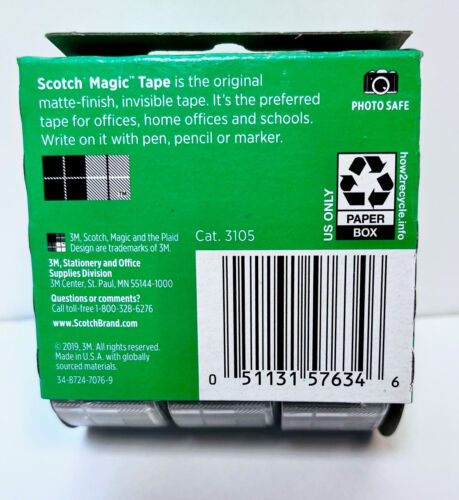 Scotch® Magic™ Tape is the original
matte-finish, invisible tape. It's the preferred
tape for offices, home offices and schools.
Write on it with pen, pencil or marker.
PHOTO SAFE
™
US ONLY
PAPER
BOX
how2recycle.info
3M, Scotch, Magic and the Plaid
Design are trademarks of 3M.
Cat. 3105
3M, Stationery and Office
Supplies Division
3M Center, St. Paul, MN 55144-1000
Questions or comments?
Call toll-free 1-800-328-6276
www.ScotchBrand.com
© 2019, 3M. All rights reserved.
Made in U.S.A. with globally
sourced materials.
34-8724-7076-9
0 51131 57634 6